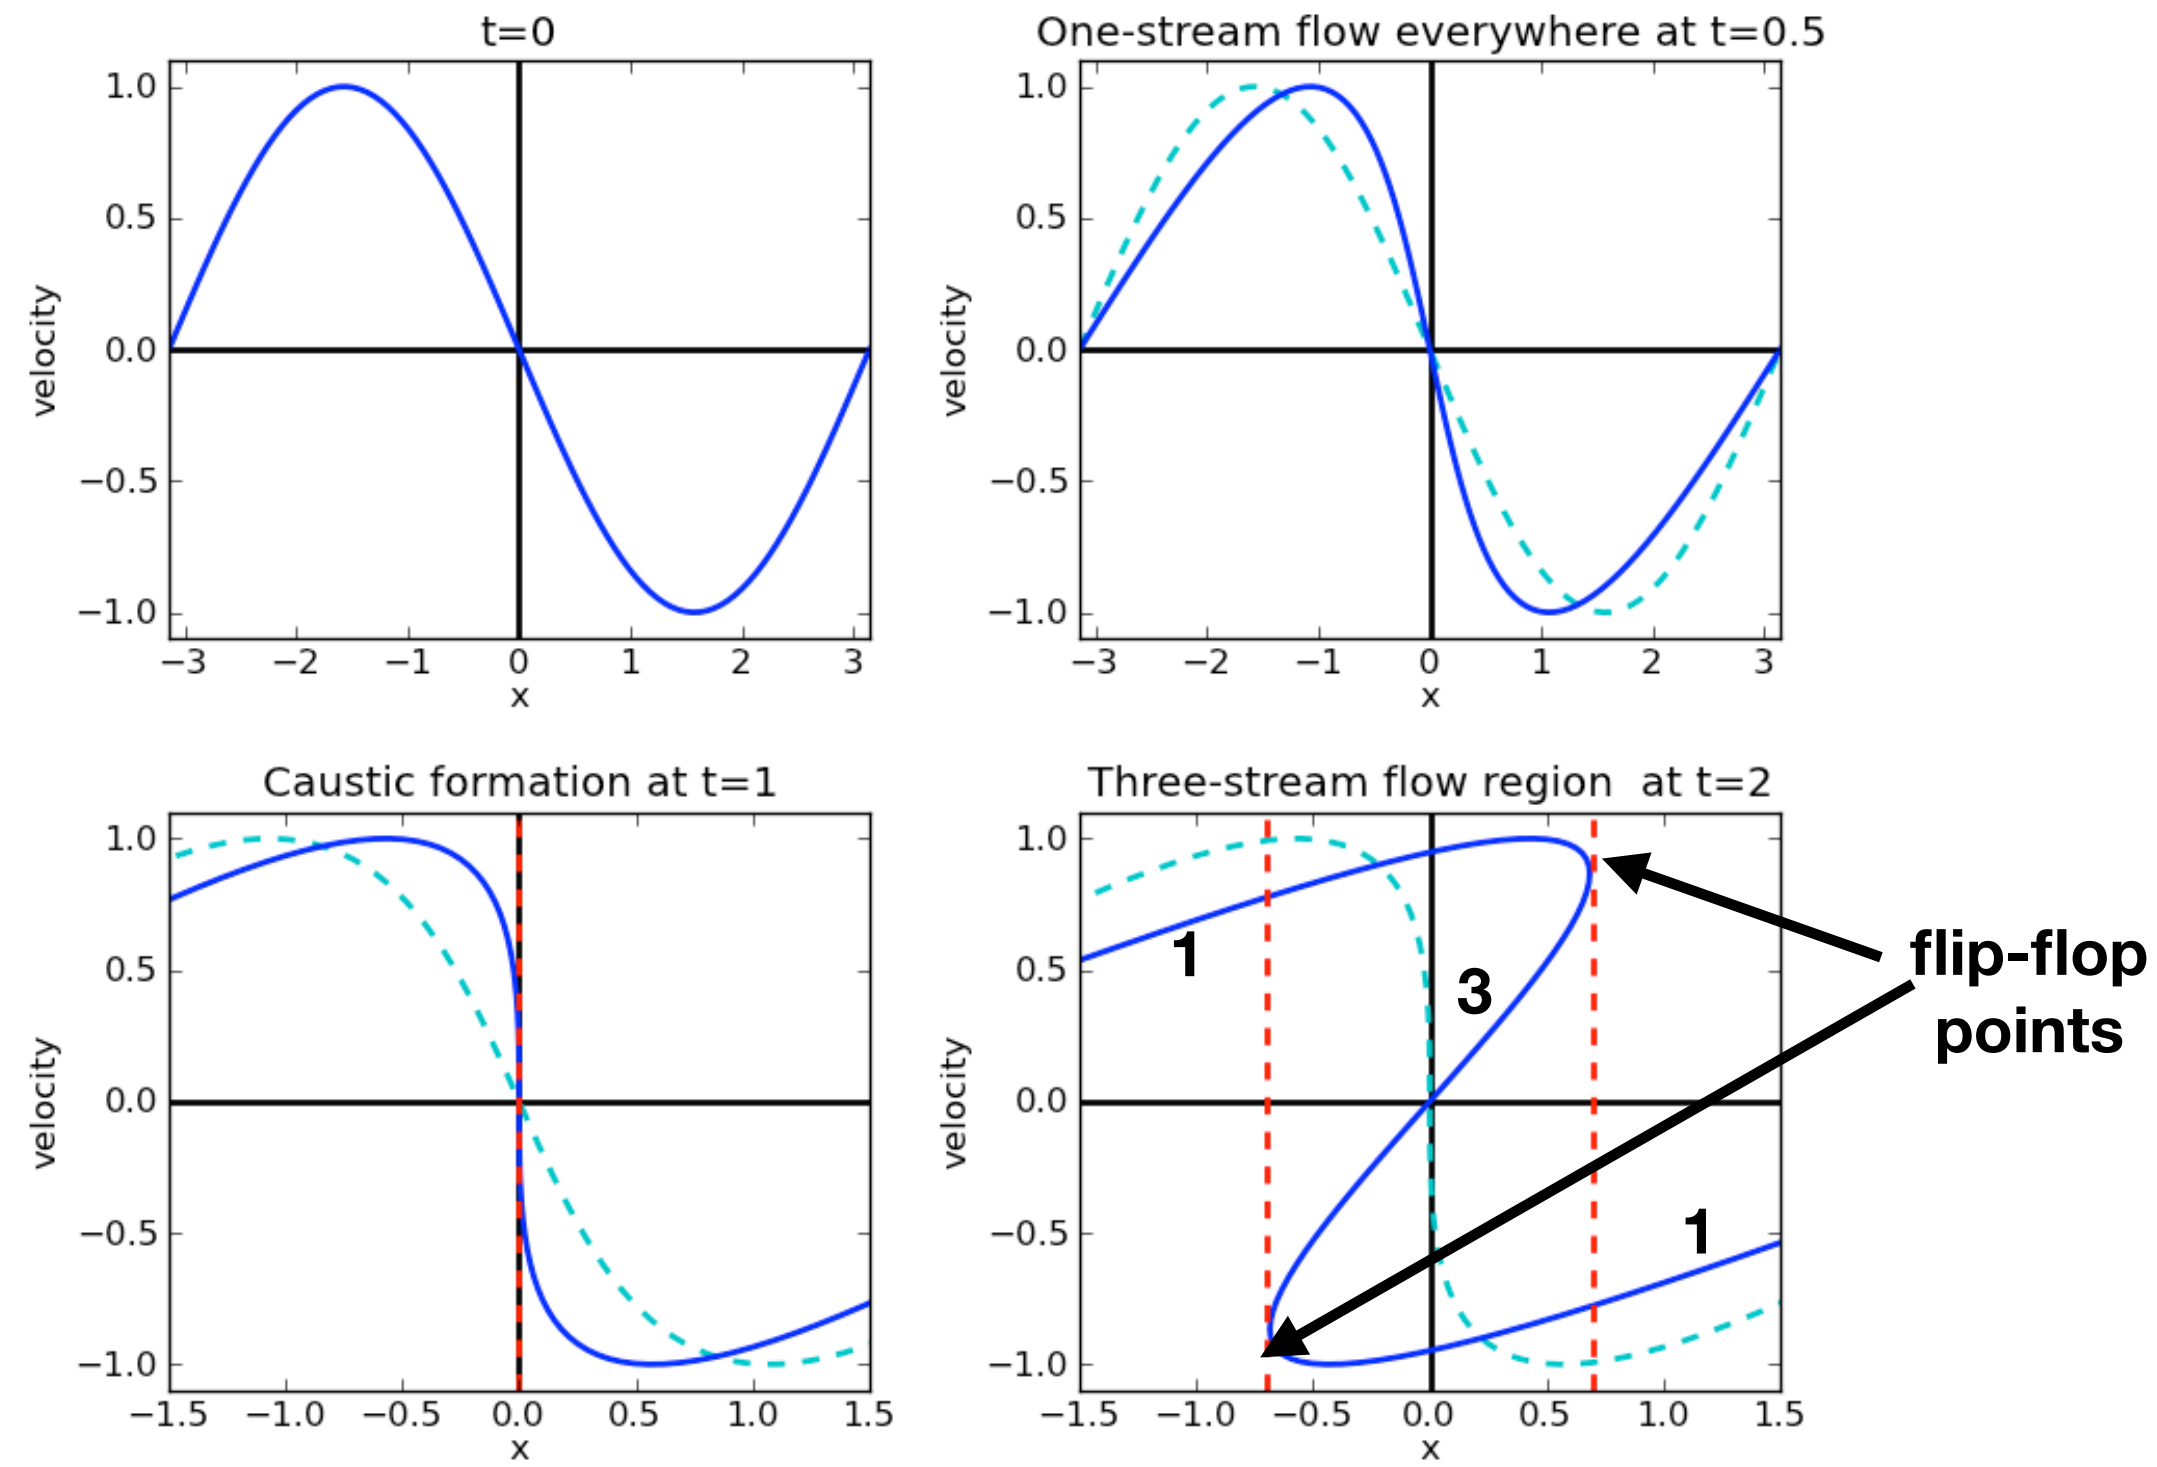 t=0
1.0
0.5
0.0
−0.5
−1.0
velocity
−3 −2 −1 0 1 2 3
x
One-stream flow everywhere at t=0.5
1.0
0.5
0.0
−0.5
−1.0
velocity
−3 −2 −1 0 1 2 3
x
Caustic formation at t=1
1.0
0.5
0.0
−0.5
−1.0
velocity
−1.5 −1.0 −0.5 0.0 0.5 1.0 1.5
x
Three-stream flow region at t=2
1.0
0.5
0.0
−0.5
−1.0
velocity
1
3
1
−1.5 −1.0 −0.5 0.0 0.5 1.0 1.5
x
flip-flop
points